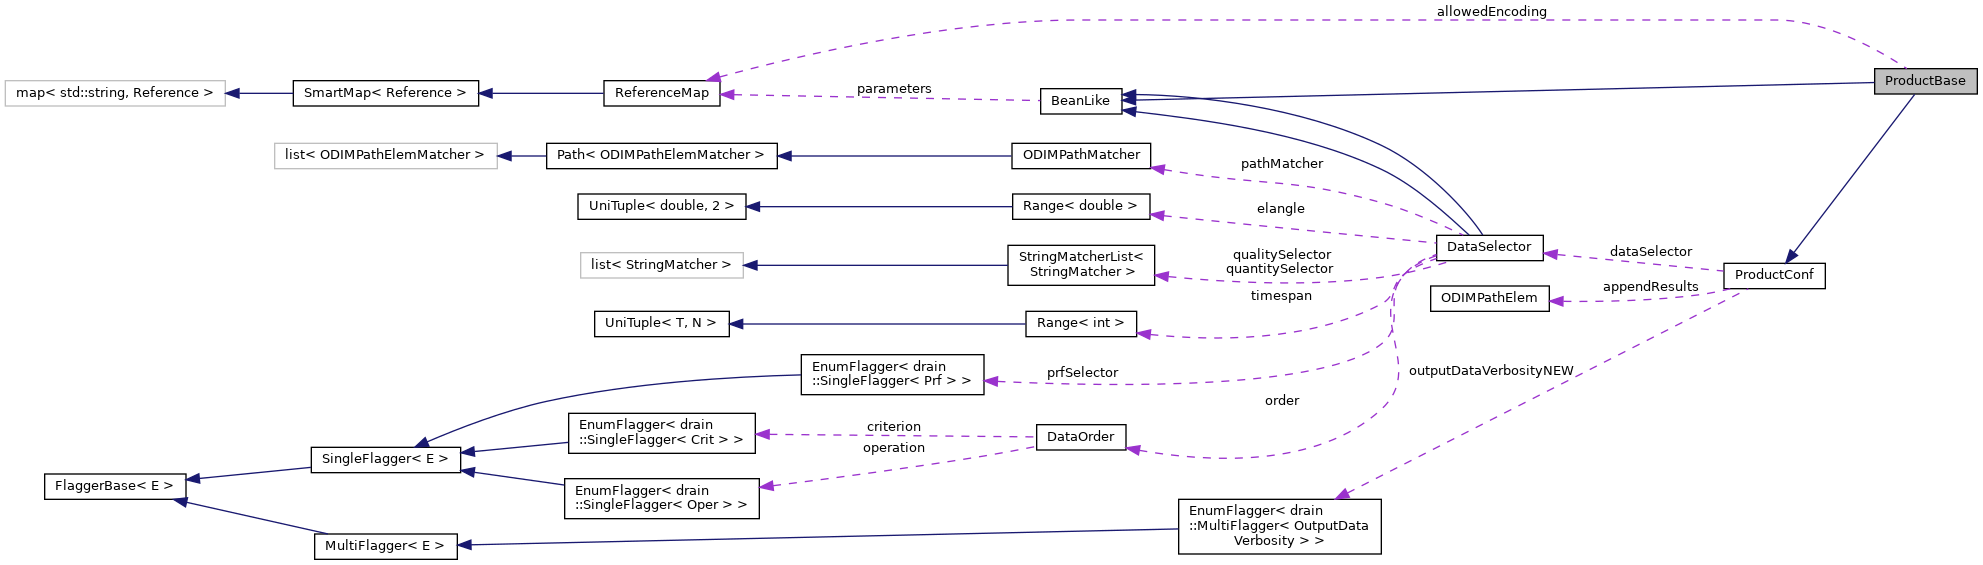 allowedEncoding
ProductBase
map< std::string, Reference >
SmartMap< Reference >
ReferenceMap
parameters
BeanLike
list< ODIMPathElemMatcher >
Path< ODIMPathElemMatcher >
ODIMPathMatcher
pathMatcher
UniTuple< double, 2 >
Range< double >
elangle
DataSelector
dataSelector
ProductConf
list< StringMatcher >
StringMatcherList<
StringMatcher >
qualitySelector
quantitySelector
ODIMPathElem
appendResults
timespan
UniTuple< T, N >
Range< int >
EnumFlagger< drain
::SingleFlagger< Prf > >
prfSelector
outputDataVerbosityNEW
order
EnumFlagger< drain
::SingleFlagger< Crit > >
criterion
operation
DataOrder
SingleFlagger< E >
FlaggerBase< E >
EnumFlagger< drain
::SingleFlagger< Oper > >
EnumFlagger< drain
::MultiFlagger< OutputData
Verbosity > >
MultiFlagger< E >